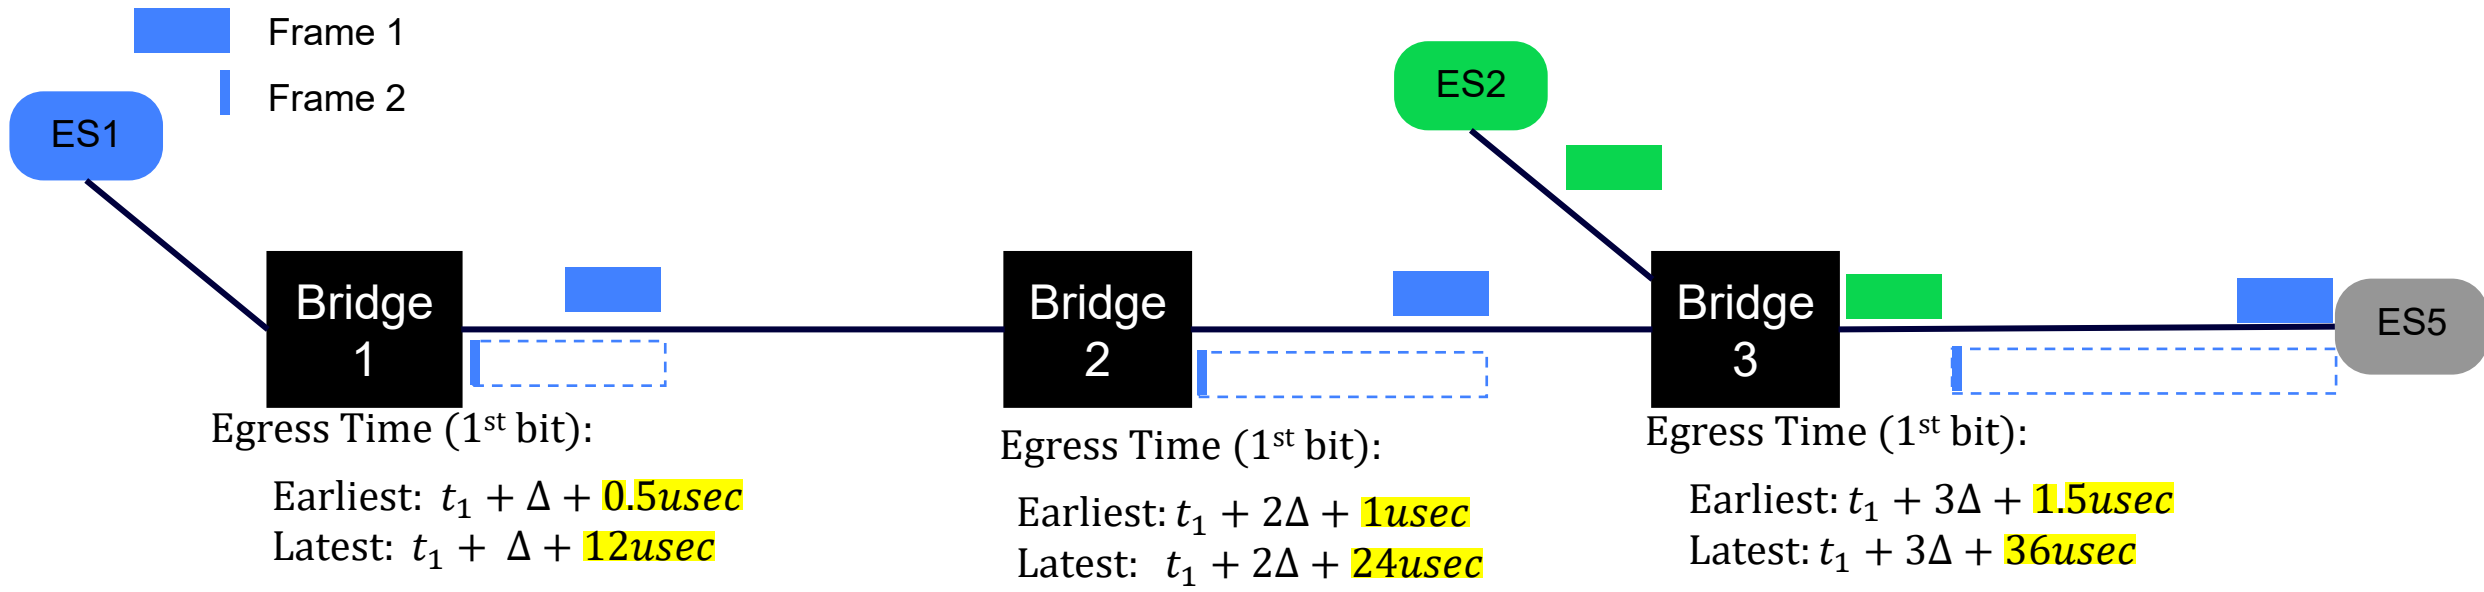 Frame 1
Frame 2
ES1
ES2
Bridge
1
Bridge
2
Bridge
3
ES5
Egress Time (1st bit):
Earliest: t₁ + Δ + 0.5usec
Latest: t₁ + Δ + 12usec
Egress Time (1st bit):
Earliest: t₁ + 2Δ + 1usec
Latest: t₁ + 2Δ + 24usec
Egress Time (1st bit):
Earliest: t₁ + 3Δ + 1.5usec
Latest: t₁ + 3Δ + 36usec